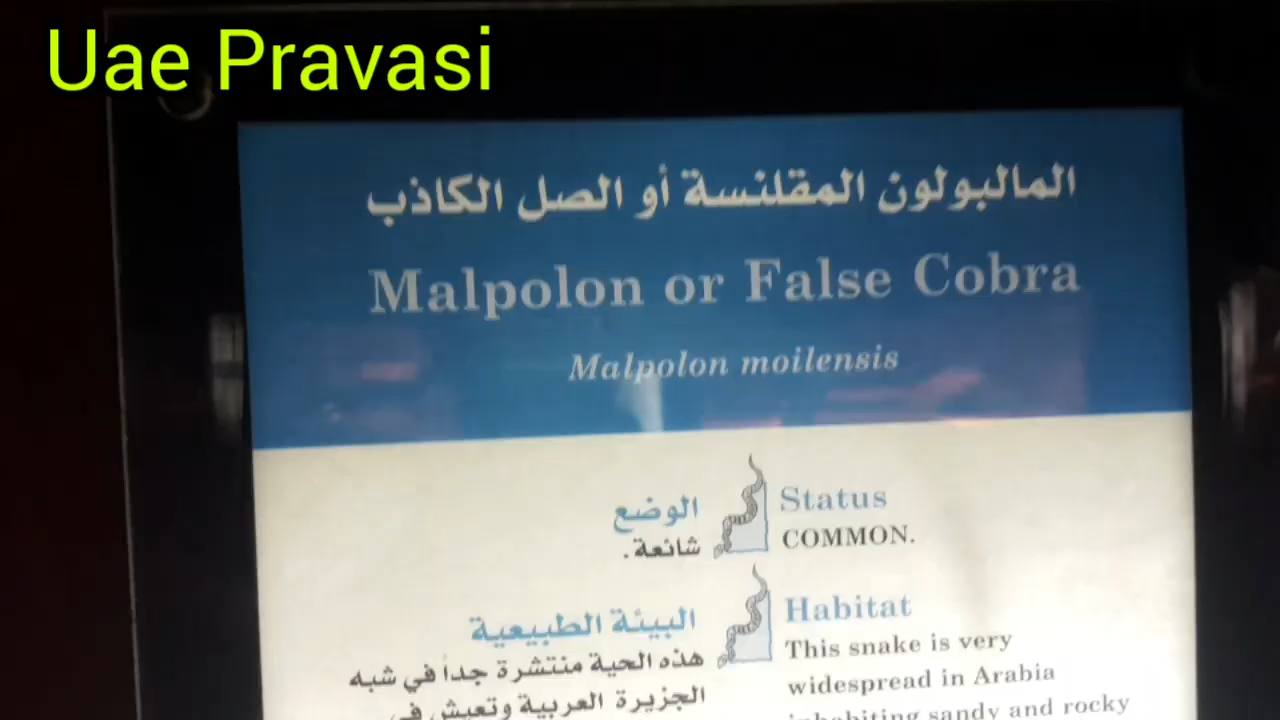 Uae Pravasi
المالبولون المقلنسة أو الصل الكاذب
Malpolon or False Cobra
Malpolon moilensis
الوضع
شائعة.
Status
COMMON.
البيئة الطبيعية
هذه الحية منتشرة جداً في شبه
الجزيرة العربية وتعيش في
Habitat
This snake is very
widespread in Arabia
inhabiting sandy and rocky